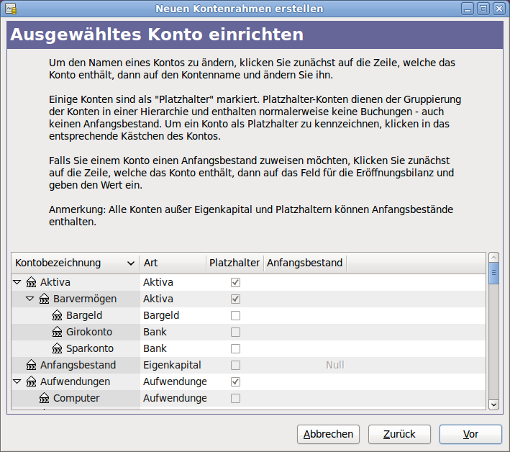 Neuen Kontenrahmen erstellen
Ausgewähltes Konto einrichten
Um den Namen eines Kontos zu ändern, klicken Sie zunächst auf die Zeile, welche das
Konto enthält, dann auf den Kontenname und ändern Sie ihn.
Einige Konten sind als "Platzhalter" markiert. Platzhalter-Konten dienen der Gruppierung
der Konten in einer Hierarchie und enthalten normalerweise keine Buchungen - auch
keinen Anfangsbestand. Um ein Konto als Platzhalter zu kennzeichnen, klicken in das
entsprechende Kästchen des Kontos.
Falls Sie einem Konto einen Anfangsbestand zuweisen möchten, Klicken Sie zunächst
auf die Zeile, welche das Konto enthält, dann auf das Feld für die Eröffnungsbilanz und
geben den Wert ein.
Anmerkung: Alle Konten außer Eigenkapital und Platzhaltern können Anfangsbestände
enthalten.
Kontobezeichnung Art Platzhalter Anfangsbestand
Aktiva Aktiva
Barvermögen Aktiva
Bargeld Bargeld
Girokonto Bank
Sparkonto Bank
Anfangsbestand Eigenkapital Null
Aufwendungen Aufwendunge
Computer Aufwendunge
Abbrechen Zurück Vor